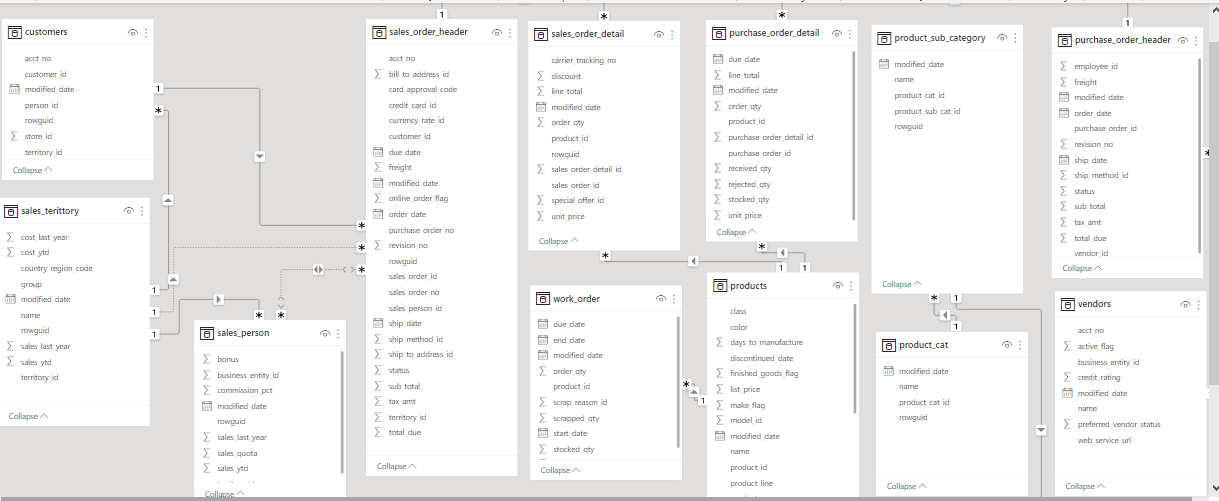 customers
acct no
customer_id
modified_date
person_id
rowguid
store_id
territory_id
Collapse
sales_teritory
cost_last_year
cost_ytd
country_region_code
group
modified_date
name
rowguid
sales_last_year
sales_ytd
territory_id
Collapse
sales_person
bonus
business_entity_id
commission_pct
modified_date
rowguid
sales_last_year
sales_quota
sales_ytd
Collapse
sales_order_header
acct no
bill_to_address_id
card_approval_code
credit_card_id
currency_rate_id
customer_id
due_date
freight
modified_date
online_order_flag
order_date
purchase_order_no
revision_no
rowguid
sales_order_id
sales_order_no
sales_person_id
ship_date
ship_method_id
ship_to_address_id
status
sub_total
tax_amt
territory_id
total_due
Collapse
sales_order_detail
carrier_tracking_no
discount
line_total
modified_date
order_qty
product_id
rowguid
sales_order_detail_id
sales_order_id
special_offer_id
unit_price
Collapse
work_order
due_date
end_date
modified_date
order_qty
product_id
scrap_reason_id
scrapped_qty
start_date
stocked_qty
Collapse
purchase_order_detail
due_date
line_total
modified_date
order_qty
product_id
purchase_order_detail_id
purchase_order_id
received_qty
rejected_qty
stocked_qty
unit_price
Collapse
products
class
color
days_to_manufacture
discontinued_date
finished_goods_flag
list_price
make_flag
model_id
modified_date
name
product_id
product_line
product_sub_category
modified_date
name
product_cat_id
product_sub_cat_id
rowguid
Collapse
product_cat
modified_date
name
product_cat_id
rowguid
Collapse
purchase_order_header
employee_id
freight
modified_date
order_date
purchase_order_id
revision_no
ship_date
ship_method_id
status
sub_total
tax_amt
total_due
vendor_id
Collapse
vendors
acct no
active_flag
business_entity_id
credit_rating
modified_date
name
preferred_vendor_status
web_service_url
Collapse